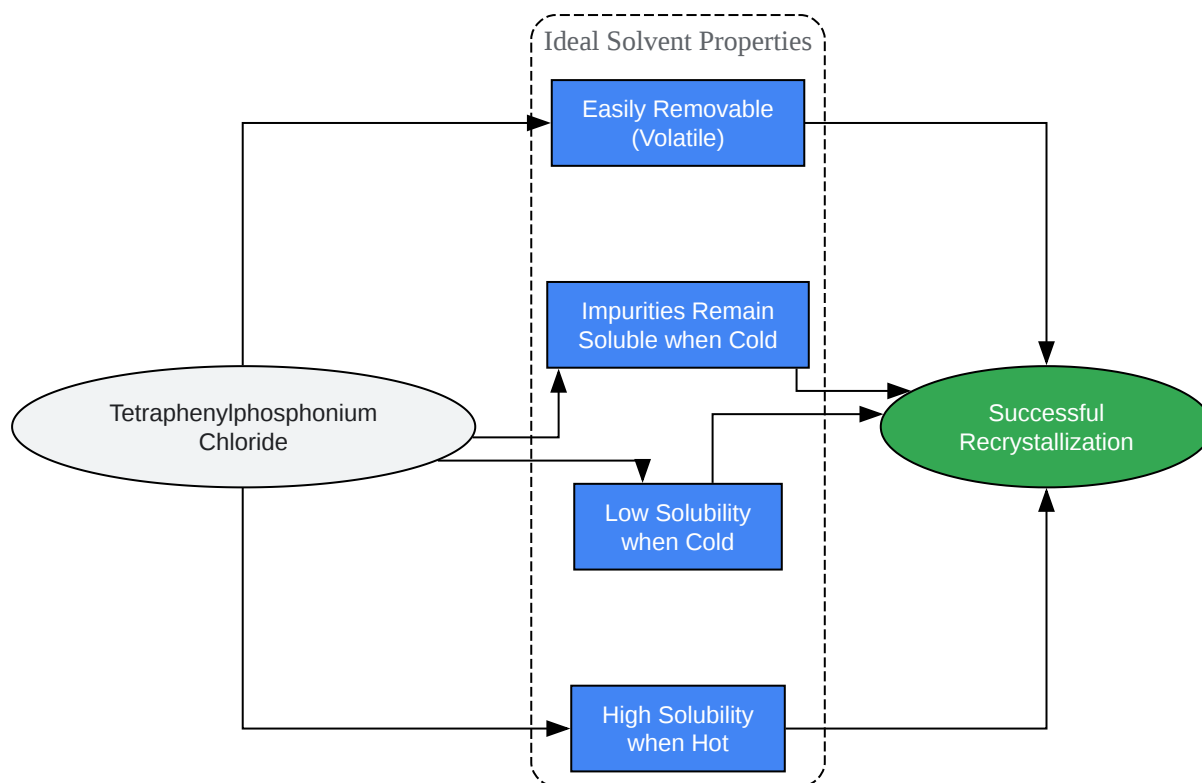 Ideal Solvent Properties
Easily Removable
(Volatile)
Impurities Remain
Soluble when Cold
Tetraphenylphosphonium
Chloride
Successful
Recrystallization
Low Solubility
when Cold
High Solubility
when Hot